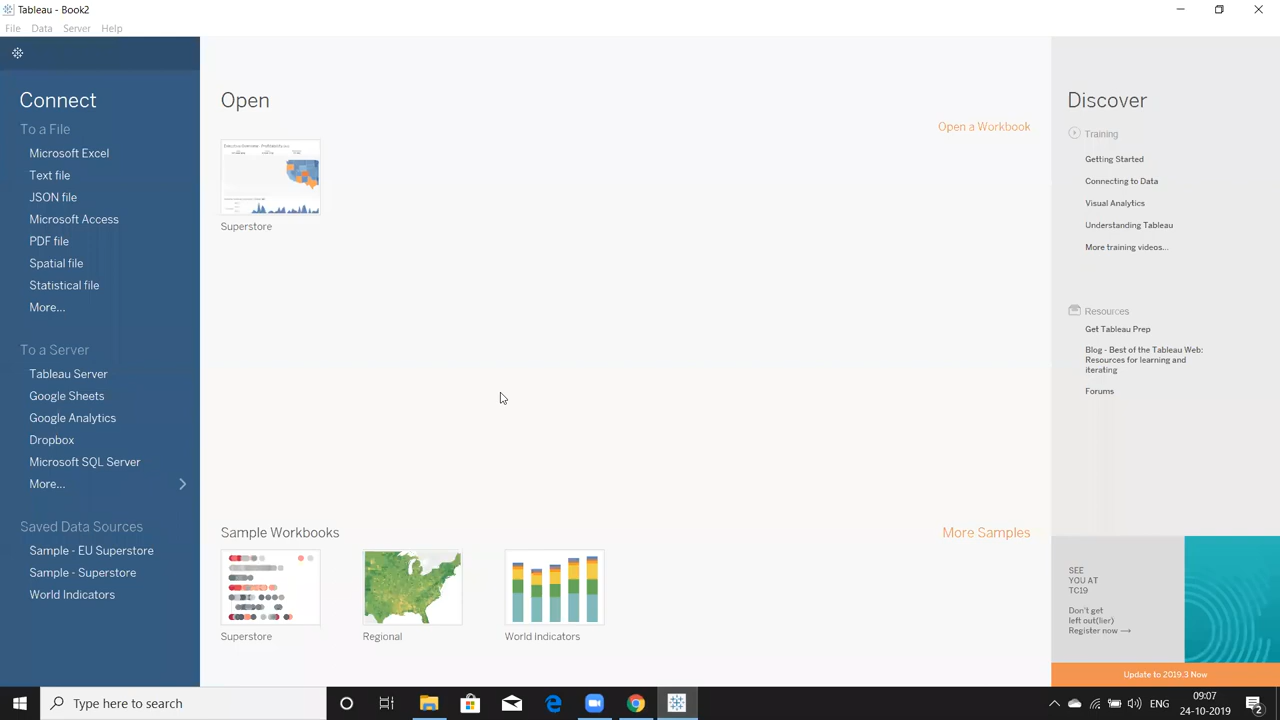 Tableau - Book2
File Data Server Help
Connect
To a File
Microsoft Excel
Text file
JSON file
Microsoft Access
PDF file
Spatial file
Statistical file
More...
To a Server
Tableau Server
Google Sheets
Google Analytics
Dropbox
Microsoft SQL Server
More...
Saved Data Sources
Sample - EU Superstore
Sample - Superstore
World Indicators
Open
Open a Workbook
Superstore
Sample Workbooks
More Samples
Superstore
Regional
World Indicators
Discover
Training
Getting Started
Connecting to Data
Visual Analytics
Understanding Tableau
More training videos...
Resources
Get Tableau Prep
Blog - Best of the Tableau Web:
Resources for learning and
iterating
Forums
SEE
YOU AT
TC19
Don't get
left out(lier)
Register now →
Update to 2019.3 Now
Type here to search
ENG
09:07
24-10-2019
2